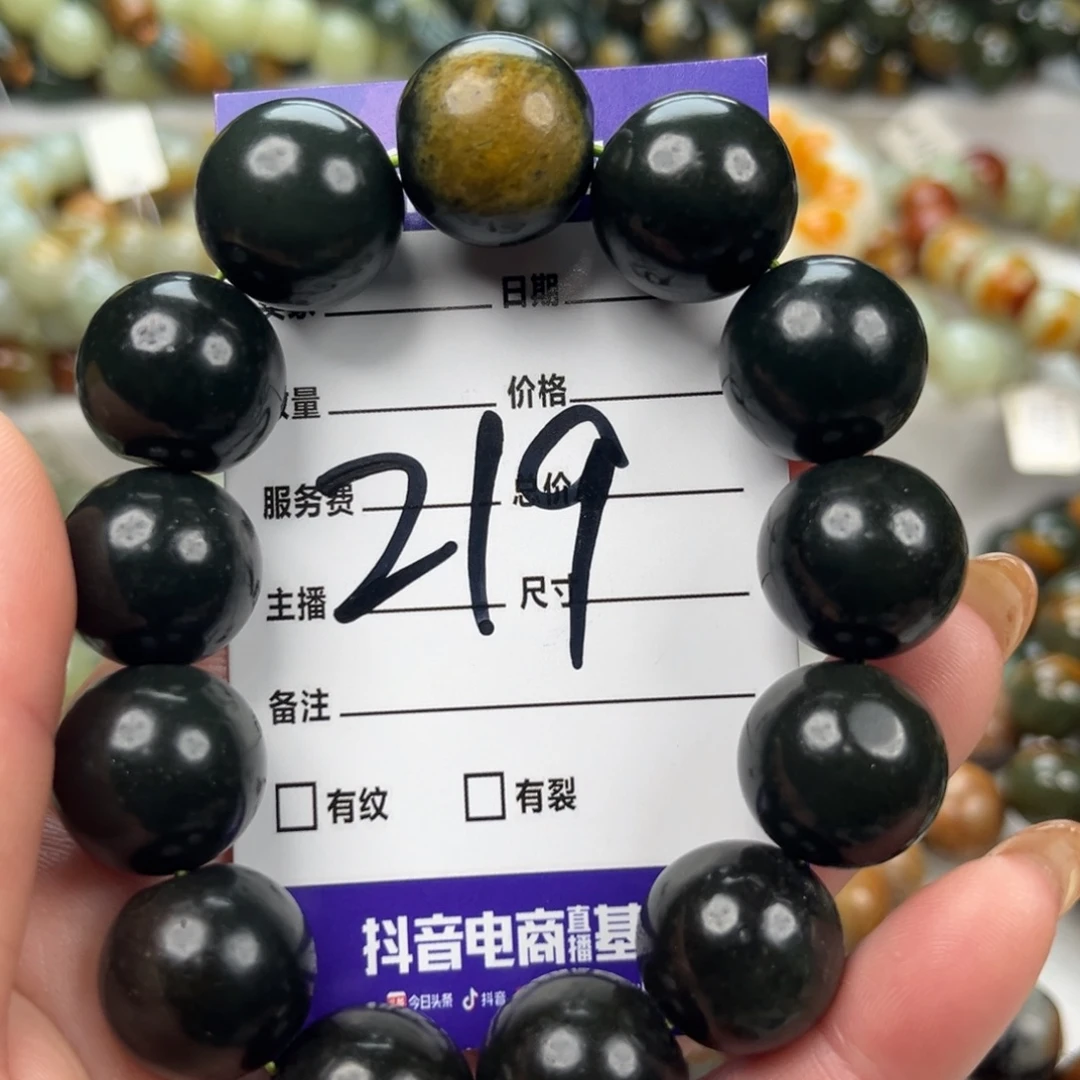 日期
量 价格
219
服务费 总价
主播 尺寸
备注
有纹 有裂
抖音电商直播基
今日头条 抖音